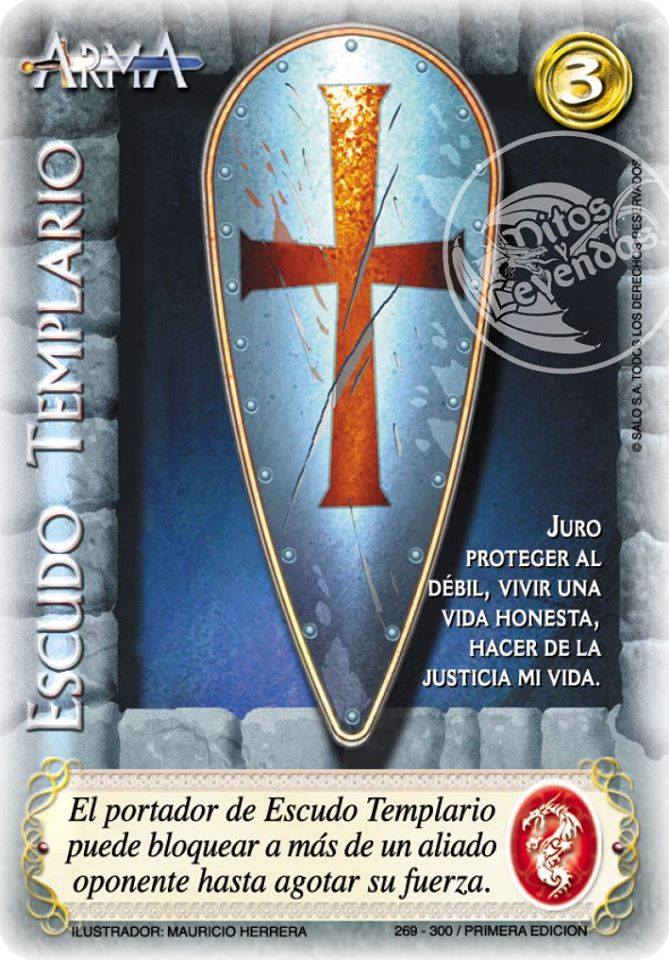 ARMA
3
ESCUDO TEMPLARIO
Mitos
y
Leyendas
© SALO S.A. TODOS LOS DERECHOS RESERVADOS
JURO
PROTEGER AL
DÉBIL, VIVIR UNA
VIDA HONESTA,
HACER DE LA
JUSTICIA MI VIDA.
El portador de Escudo Templario
puede bloquear a más de un aliado
oponente hasta agotar su fuerza.
ILUSTRADOR: MAURICIO HERRERA
269 - 300 / PRIMERA EDICION